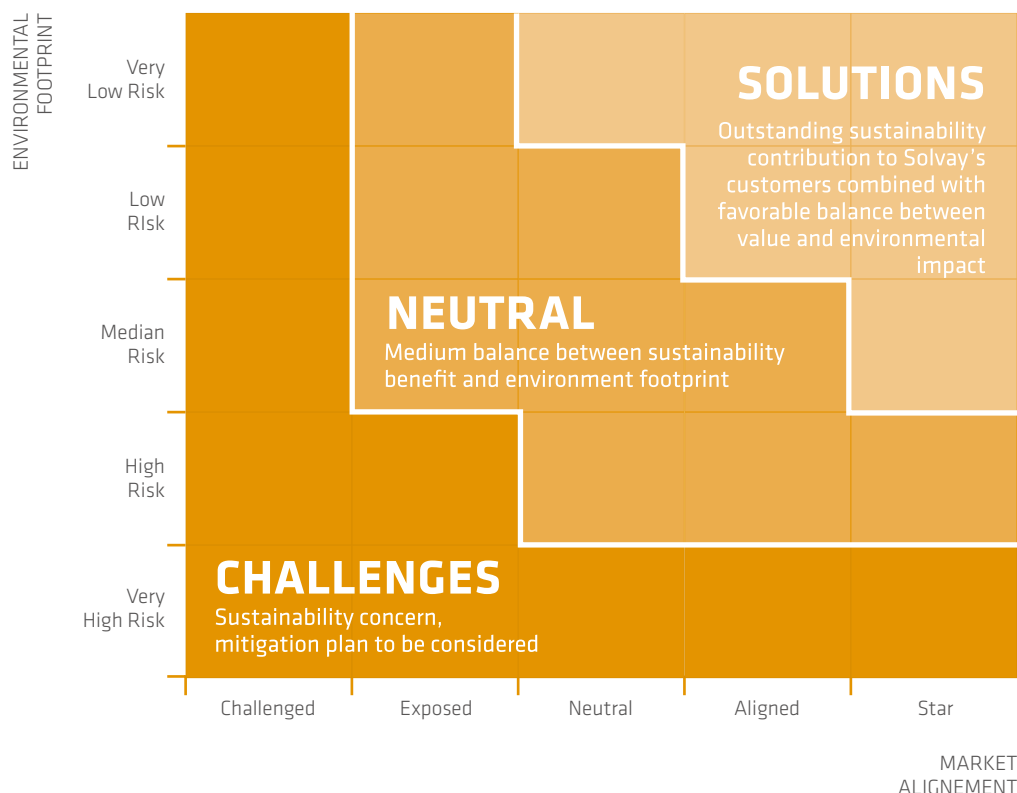 ENVIRONMENTAL
FOOTPRINT
Very
Low Risk
Low
RIsk
Median
Risk
High
Risk
Very
High Risk
SOLUTIONS
Outstanding sustainability
contribution to Solvay's
customers combined with
favorable balance between
value and environmental
impact
NEUTRAL
Medium balance between sustainability
benefit and environment footprint
CHALLENGES
Sustainability concern,
mitigation plan to be considered
Challenged
Exposed
Neutral
Aligned
Star
MARKET
ALIGNEMENT